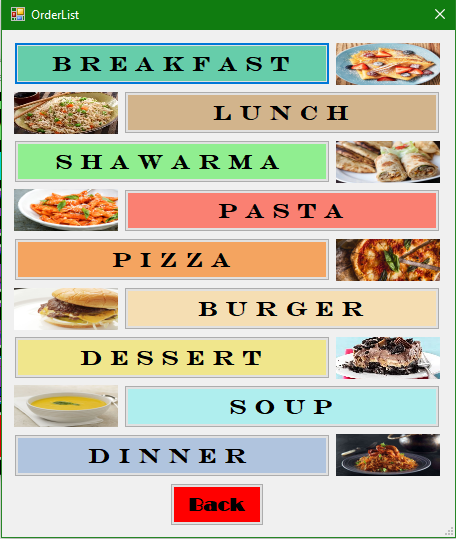 OrderList
BREAKFAST
LUNCH
SHAWARMA
PASTA
PIZZA
BURGER
DESSERT
SOUP
DINNER
Back